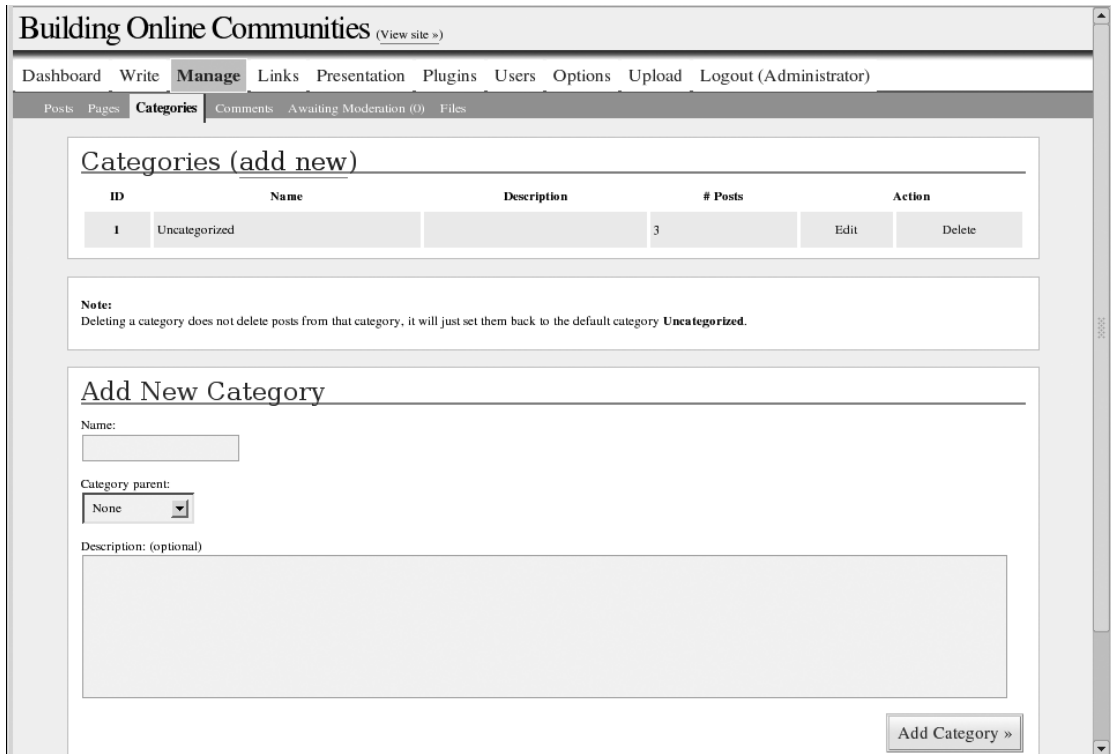 Building Online Communities (View site »)
Dashboard Write Manage Links Presentation Plugins Users Options Upload Logout (Administrator)
Posts Pages Categories Comments Awaiting Moderation (0) Files
Categories (add new)
ID Name Description # Posts Action
1 Uncategorized 3 Edit Delete
Note:
Deleting a category does not delete posts from that category, it will just set them back to the default category Uncategorized.
Add New Category
Name:
Category parent:
None
Description: (optional)
Add Category »